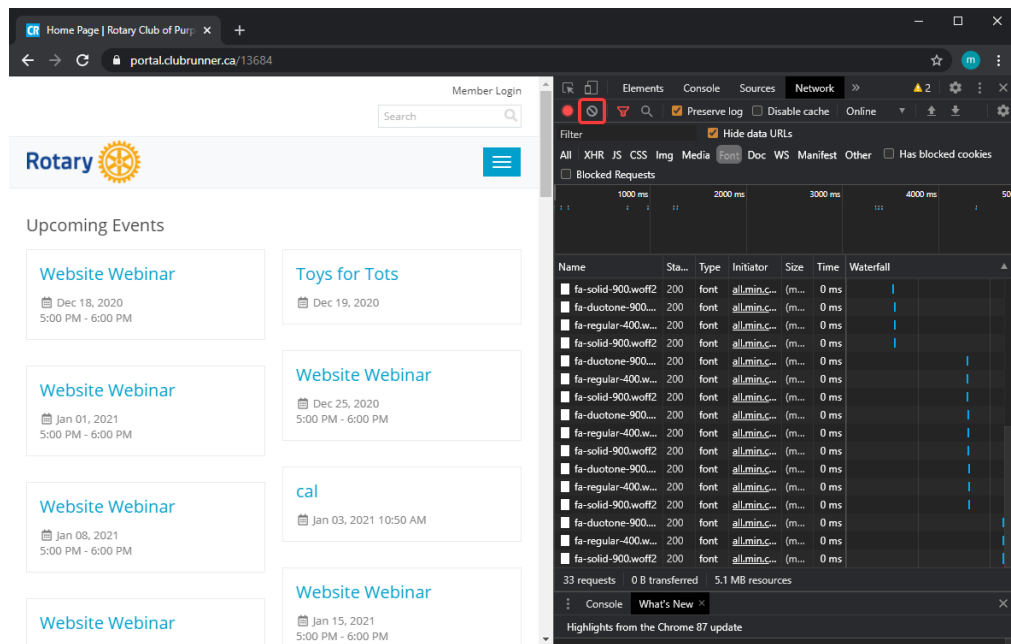 CR Home Page | Rotary Club of Purp × +
portal.clubrunner.ca/13684 m
Member Login
Search
Rotary
Upcoming Events
Website Webinar
Dec 18, 2020
5:00 PM - 6:00 PM
Toys for Tots
Dec 19, 2020
Website Webinar
Jan 01, 2021
5:00 PM - 6:00 PM
Website Webinar
Dec 25, 2020
5:00 PM - 6:00 PM
Website Webinar
Jan 08, 2021
5:00 PM - 6:00 PM
cal
Jan 03, 2021 10:50 AM
Website Webinar
Website Webinar
Jan 15, 2021
5:00 PM - 6:00 PM
Elements Console Sources Network » 2
Preserve log Disable cache Online
Filter Hide data URLs
All XHR JS CSS Img Media Font Doc WS Manifest Other Has blocked cookies
Blocked Requests
1000 ms 2000 ms 3000 ms 4000 ms 50
Name Sta... Type Initiator Size Time Waterfall
fa-solid-900.woff2 200 font all.min.c... (m... 0 ms
fa-duotone-900.... 200 font all.min.c... (m... 0 ms
fa-regular-400.w... 200 font all.min.c... (m... 0 ms
fa-solid-900.woff2 200 font all.min.c... (m... 0 ms
fa-duotone-900.... 200 font all.min.c... (m... 0 ms
fa-regular-400.w... 200 font all.min.c... (m... 0 ms
fa-solid-900.woff2 200 font all.min.c... (m... 0 ms
fa-duotone-900.... 200 font all.min.c... (m... 0 ms
fa-regular-400.w... 200 font all.min.c... (m... 0 ms
fa-solid-900.woff2 200 font all.min.c... (m... 0 ms
fa-duotone-900.... 200 font all.min.c... (m... 0 ms
fa-regular-400.w... 200 font all.min.c... (m... 0 ms
fa-solid-900.woff2 200 font all.min.c... (m... 0 ms
fa-duotone-900.... 200 font all.min.c... (m... 0 ms
fa-regular-400.w... 200 font all.min.c... (m... 0 ms
fa-solid-900.woff2 200 font all.min.c... (m... 0 ms
33 requests 0 B transferred 5.1 MB resources
Console What's New ×
Highlights from the Chrome 87 update